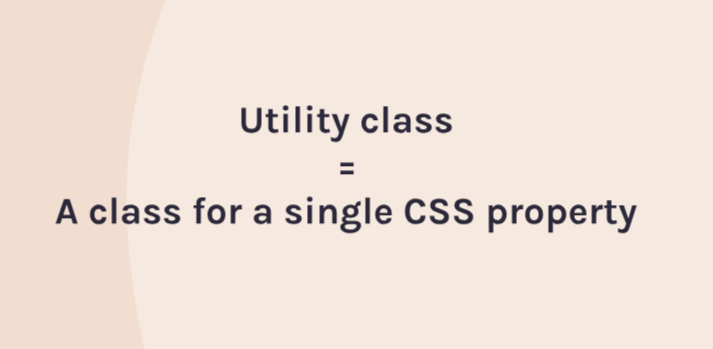 Utility class
=
A class for a single CSS property